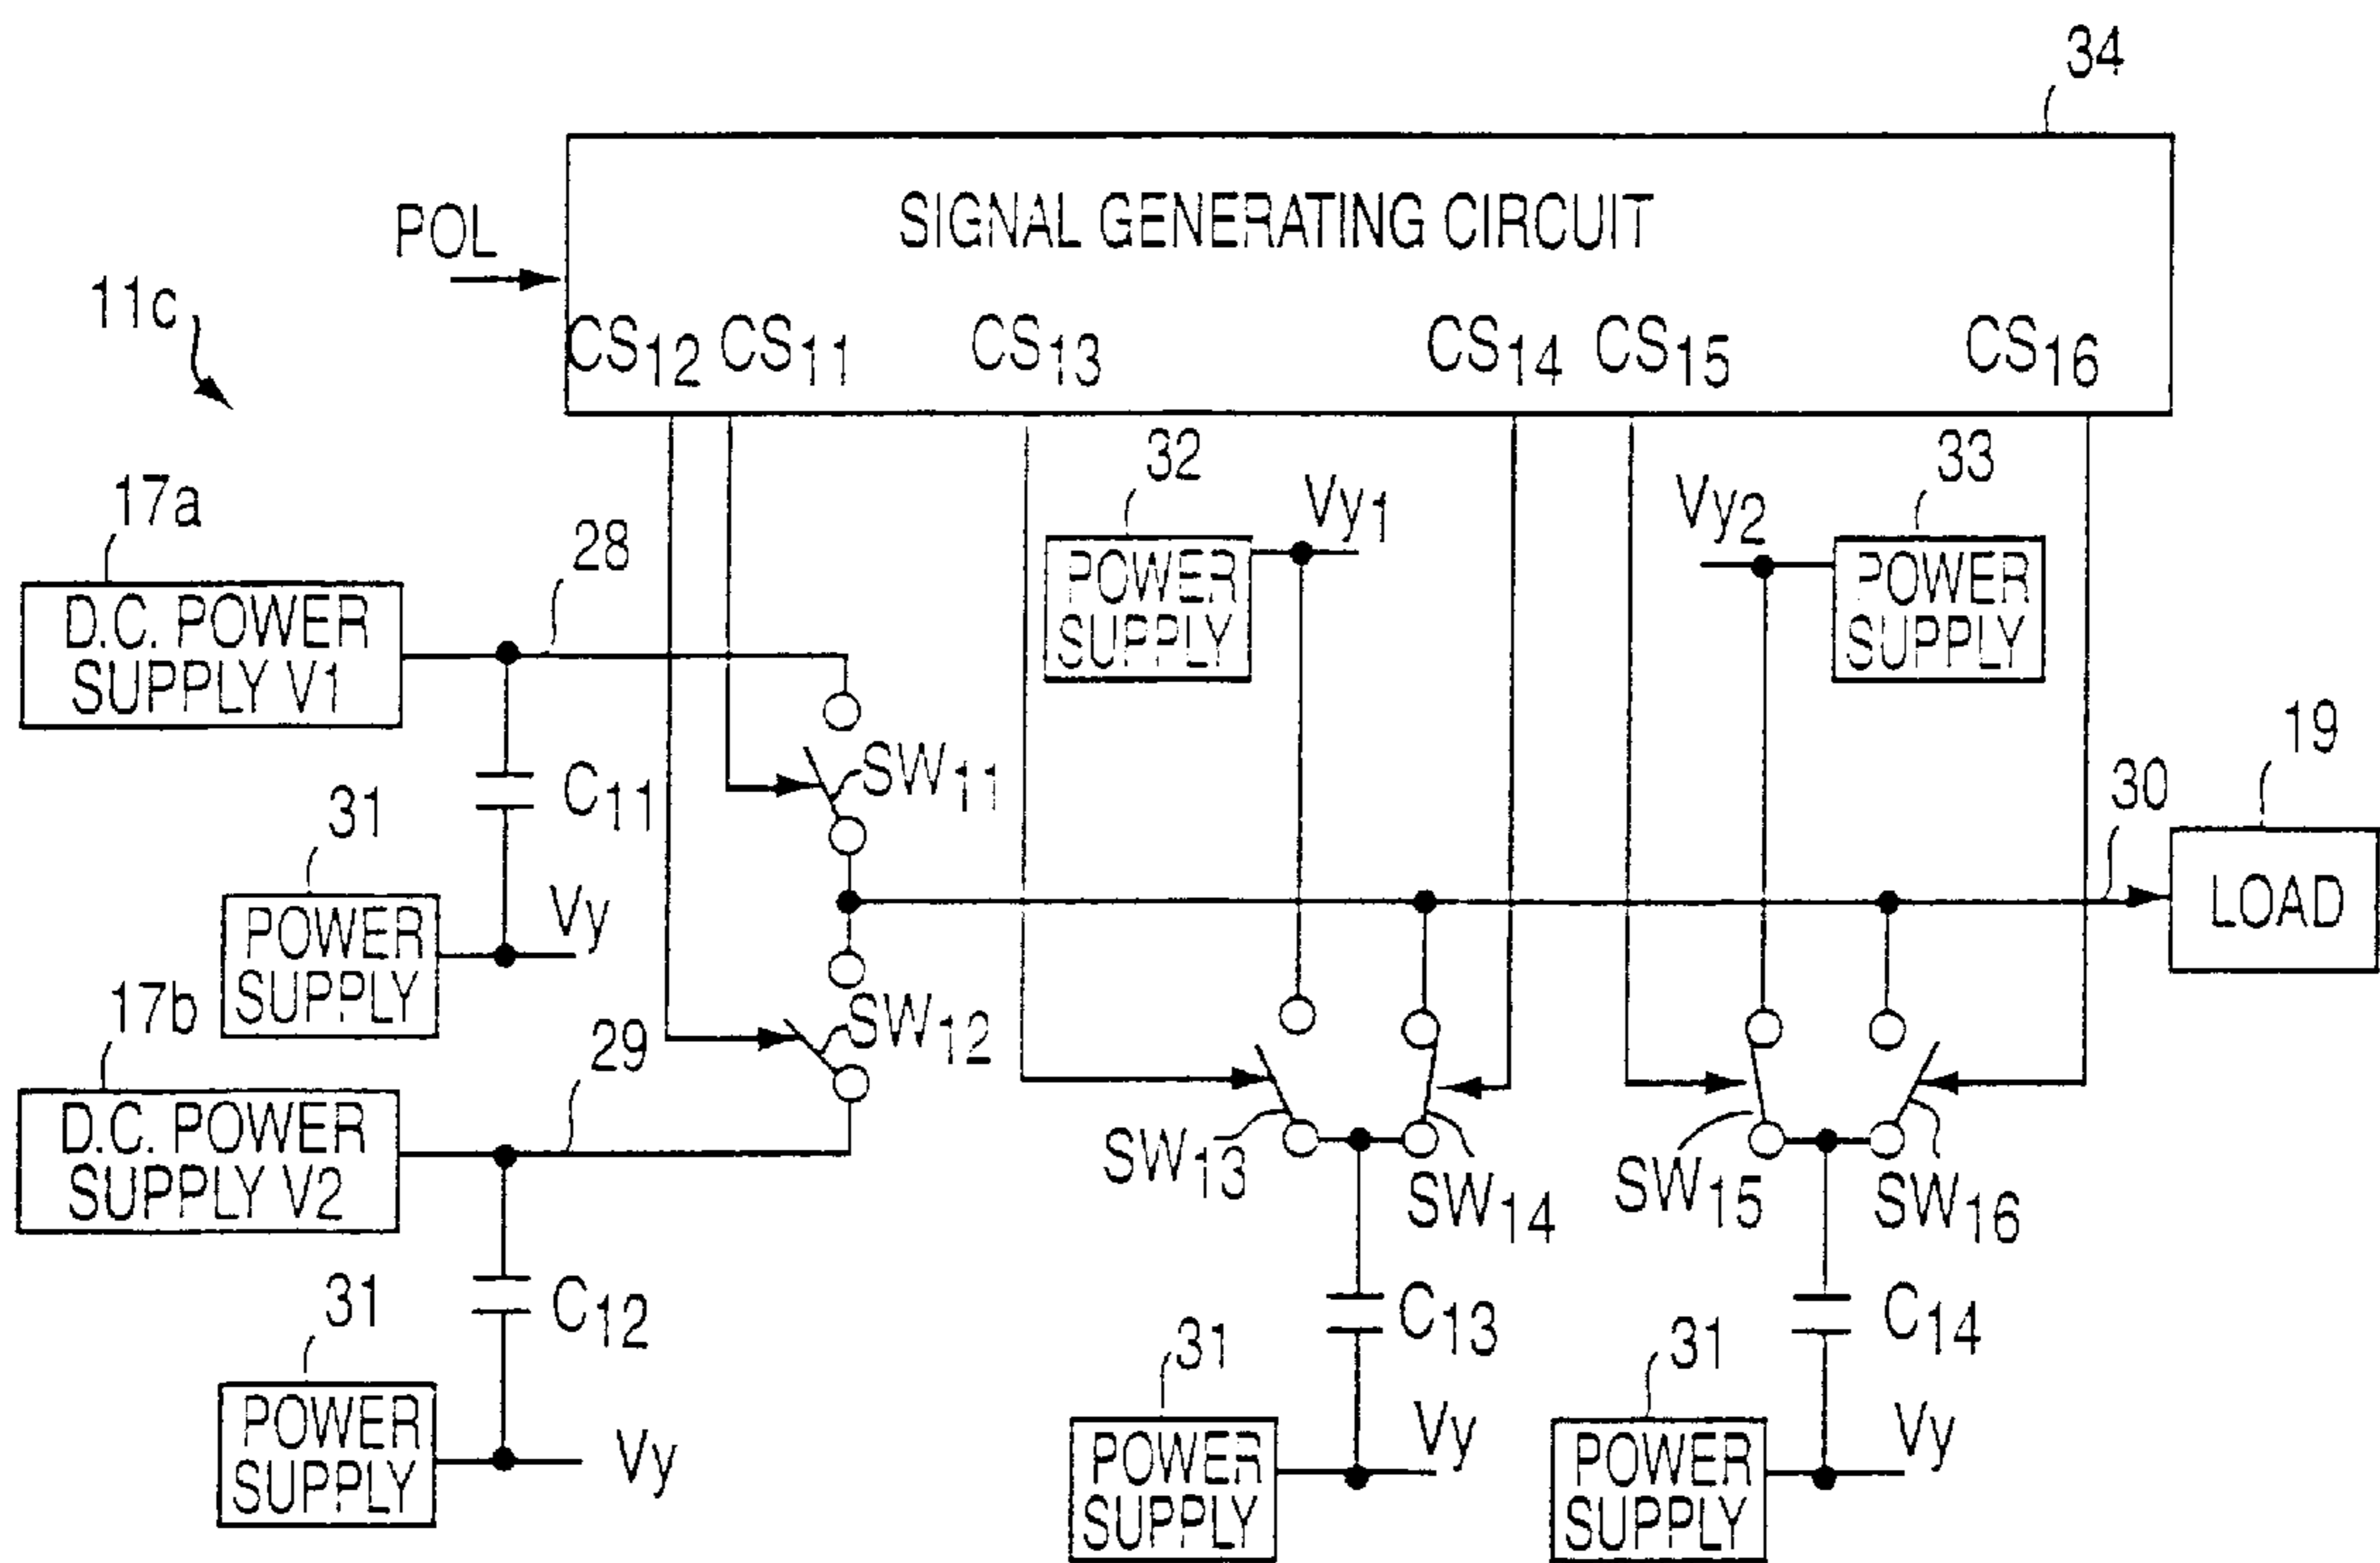 34
SIGNAL GENERATING CIRCUIT
POL
11c
CS12 CS11 CS13 CS14 CS15 CS16
32
Vy1
Vy2
33
17a
28
POWER
SUPPLY
POWER
SUPPLY
D.C. POWER
SUPPLY V1
19
C11
SW11
30
31
LOAD
POWER
SUPPLY
Vy
17b
29
SW12
D.C. POWER
SUPPLY V2
SW13
SW14
SW15
SW16
31
C12
C13
C14
31
31
POWER
SUPPLY
Vy
POWER
SUPPLY
Vy
POWER
SUPPLY
Vy